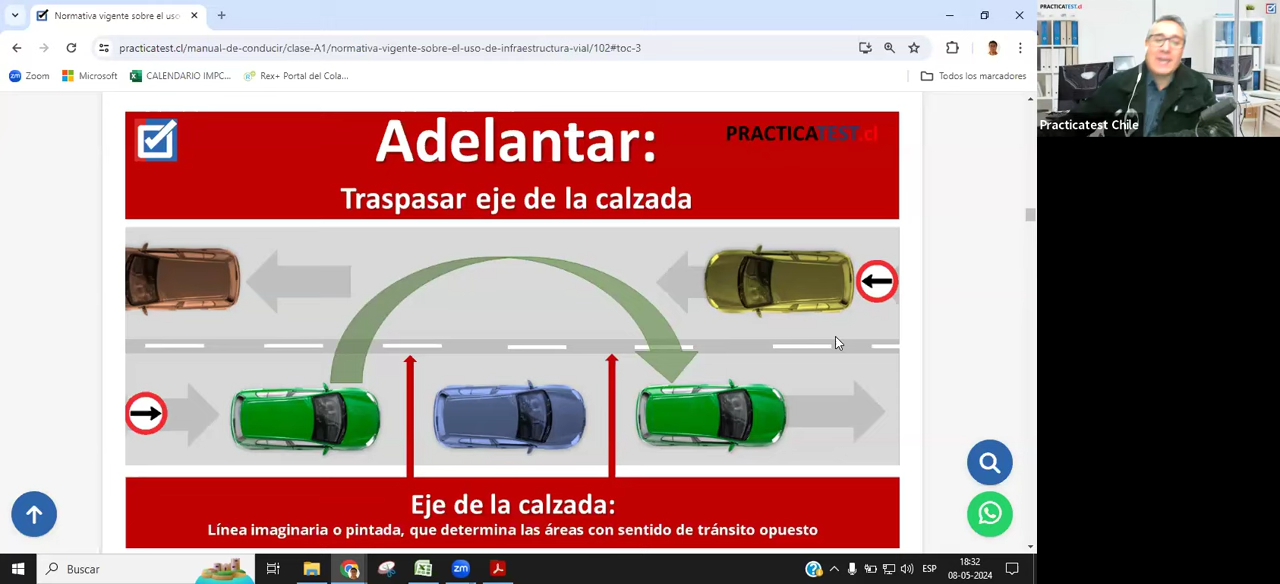 Normativa vigente sobre el uso
practicatest.cl/manual-de-conducir/clase-A1/normativa-vigente-sobre-el-uso-de-infraestructura-vial/102#toc-3
Zoom
Microsoft
CALENDARIO IMPC...
Rex+ Portal del Cola...
Todos los marcadores
PRACTICATEST.cl
Practicatest Chile
Adelantar:
PRACTICATEST.cl
Traspasar eje de la calzada
Eje de la calzada:
Línea imaginaria o pintada, que determina las áreas con sentido de tránsito opuesto
Buscar
ESP
18:32
08-05-2024